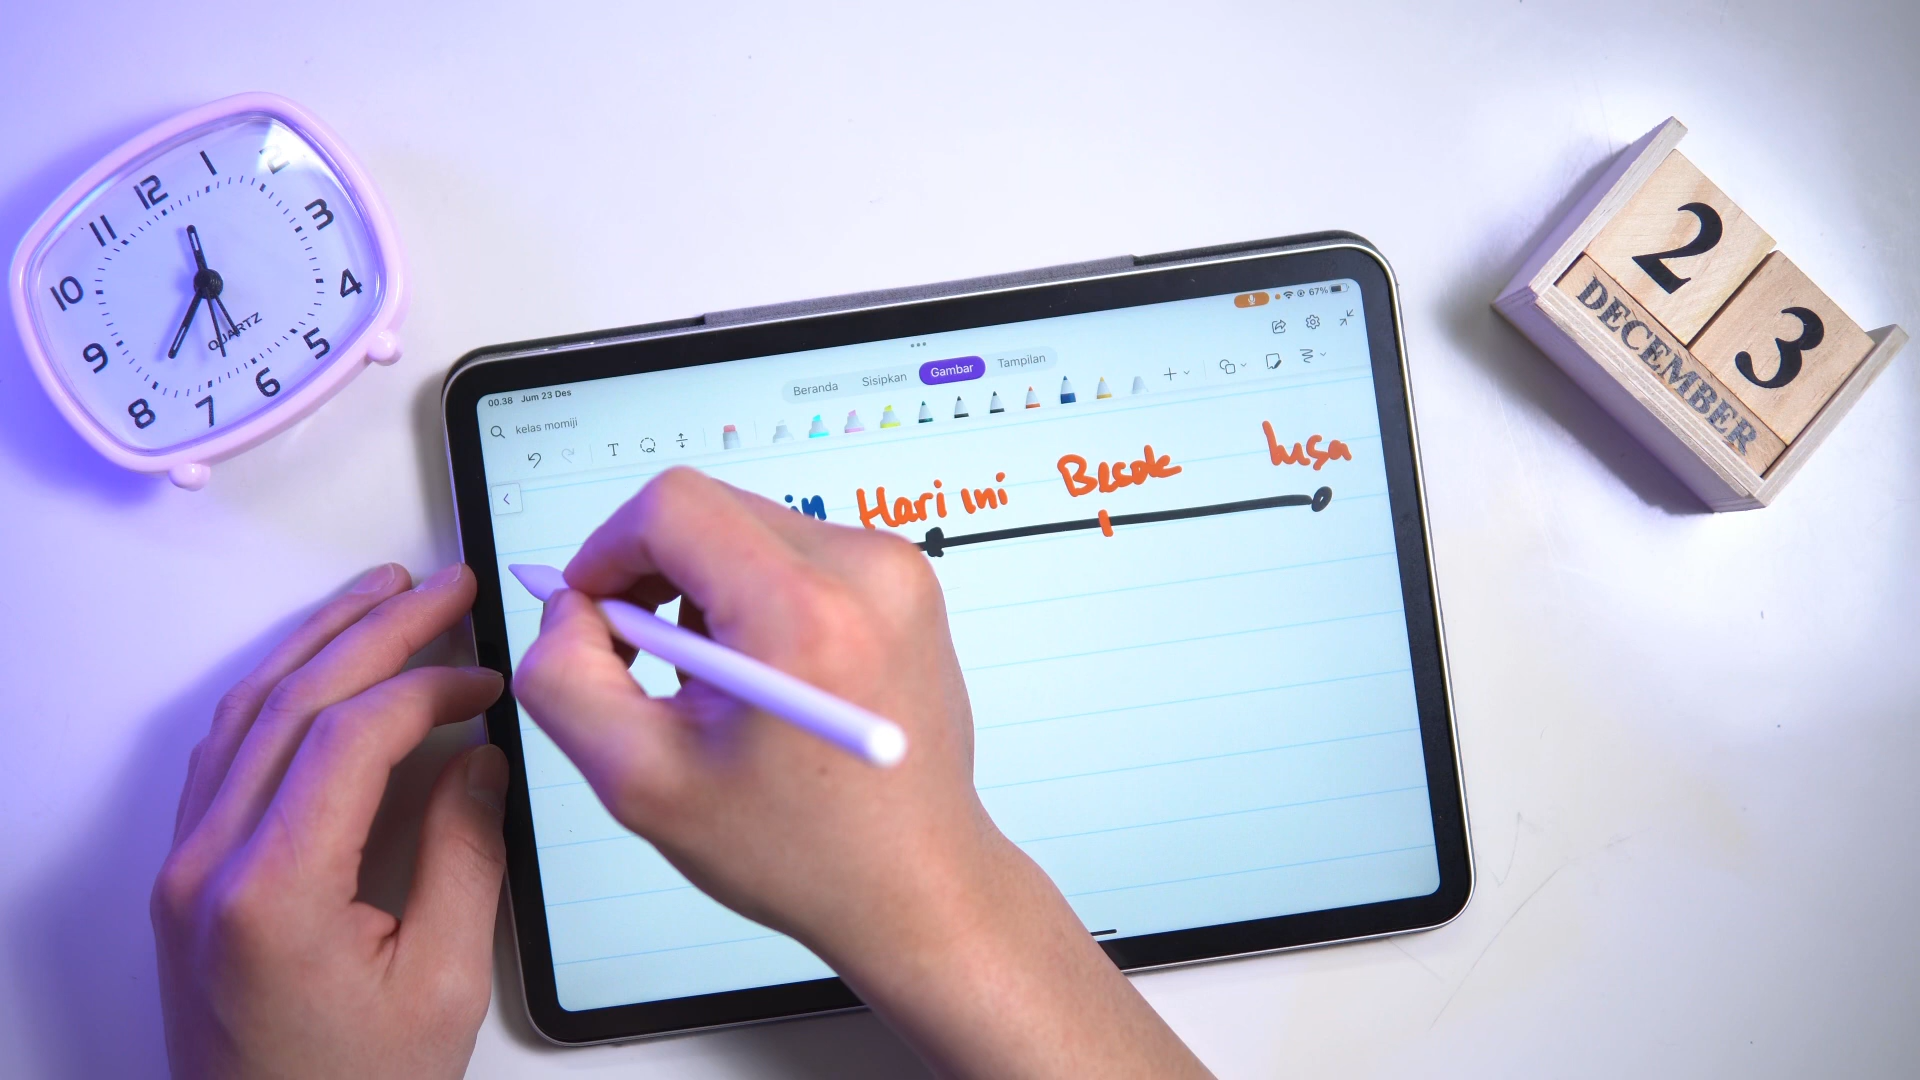 12
1
2
11
3
10
4
9
5
8
7
6
QUARTZ
2 3
DECEMBER
00.38 Jum 23 Des
67%
Beranda Sisipkan Gambar Tampilan
kelas momiji
T
in Hari ini Besok lusa